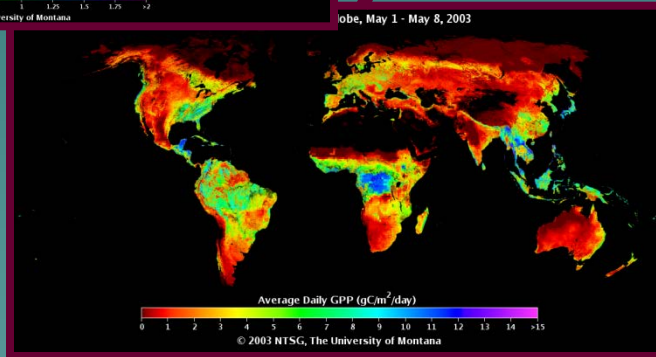 1 1.25 1.5 1.75 >2
versity of Montana
lobe, May 1 - May 8, 2003
Average Daily GPP (gC/m²/day)
0 1 2 3 4 5 6 7 8 9 10 11 12 13 14 >15
© 2003 NTSG, The University of Montana